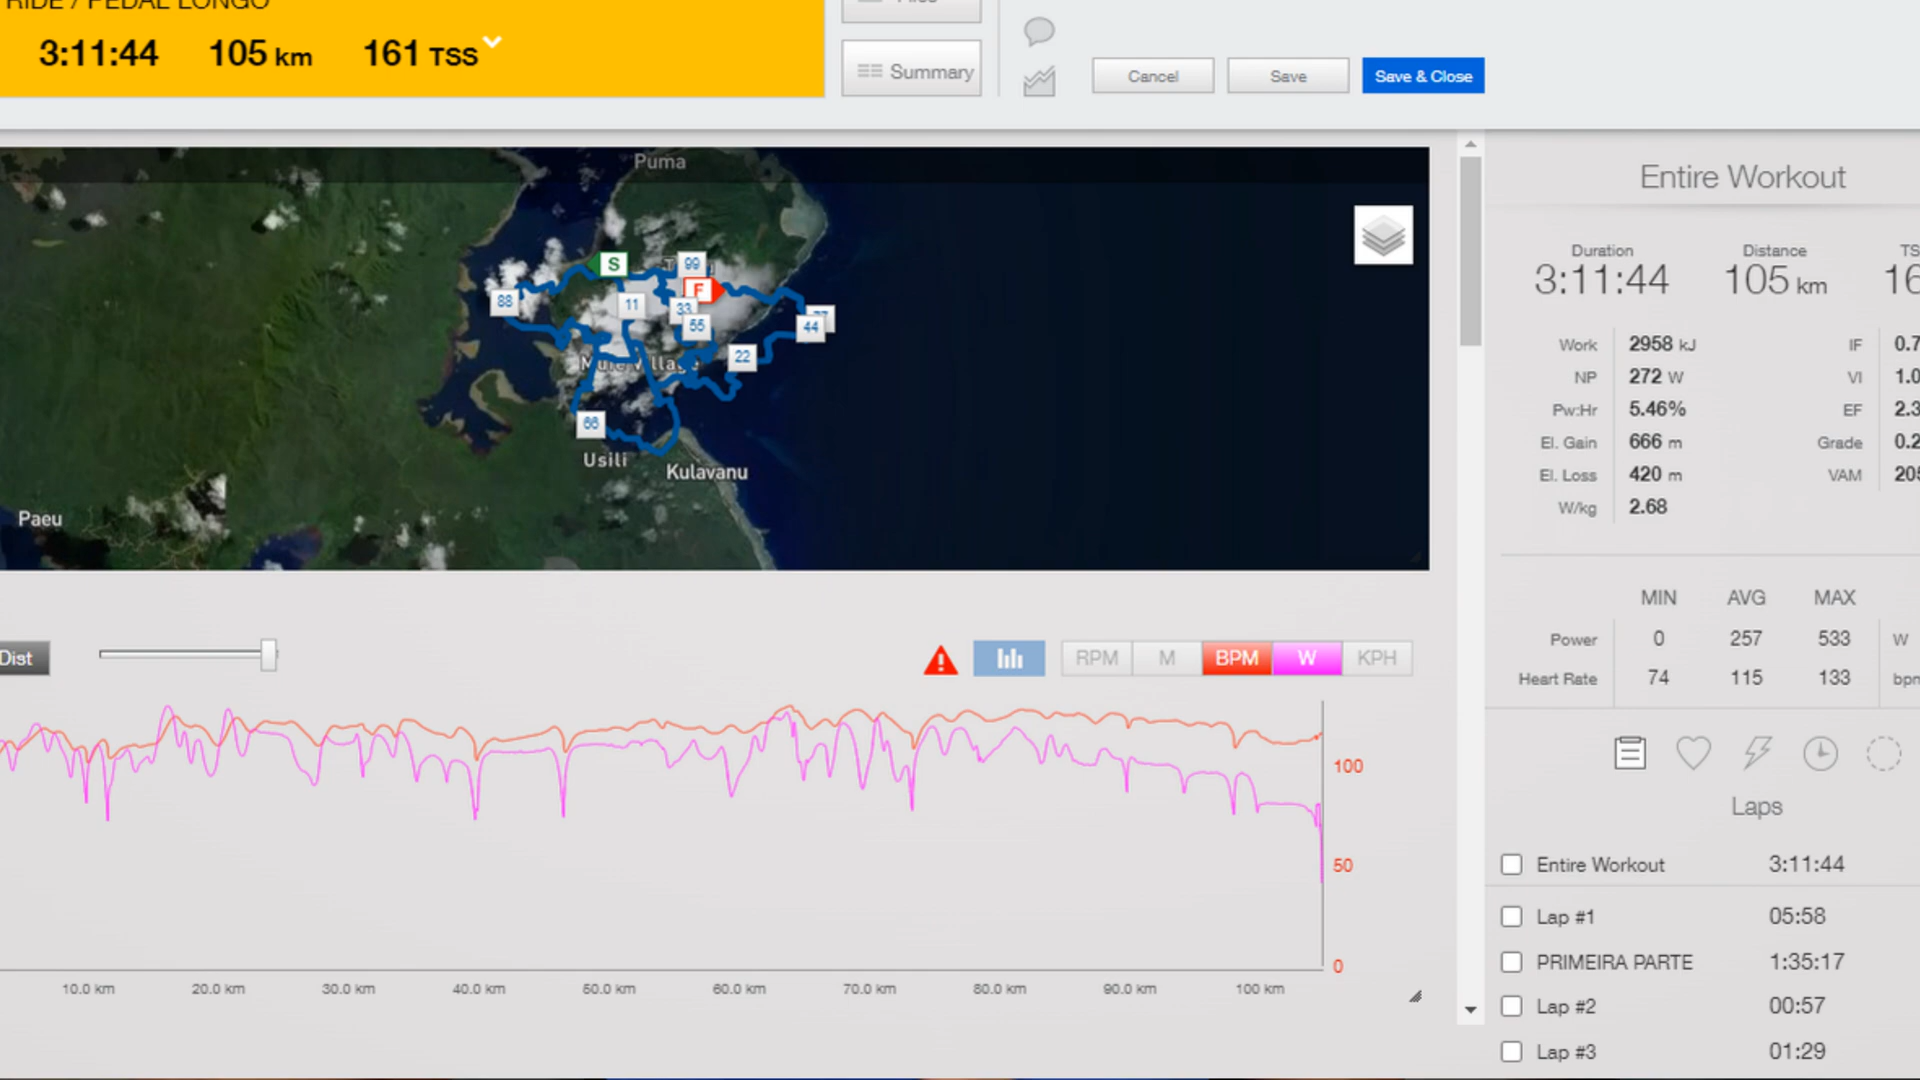 RIDE / PEDAL LONGO
3:11:44 105 km 161 TSS
Summary
Cancel Save Save & Close
Puma
S 99
F
88 11 33
55 44
22
Mule Village
66
Usili
Kulavanu
Paeu
Entire Workout
Duration Distance
3:11:44 105 km
Work 2958 kJ IF
NP 272 W VI
Pw:Hr 5.46% EF
El. Gain 666 m Grade
El. Loss 420 m VAM
W/kg 2.68
MIN AVG MAX
Power 0 257 533 W
Heart Rate 74 115 133
Dist
RPM M BPM W KPH
100
50
0
10.0 km 20.0 km 30.0 km 40.0 km 50.0 km 60.0 km 70.0 km 80.0 km 90.0 km 100 km
Laps
Entire Workout 3:11:44
Lap #1 05:58
PRIMEIRA PARTE 1:35:17
Lap #2 00:57
Lap #3 01:29